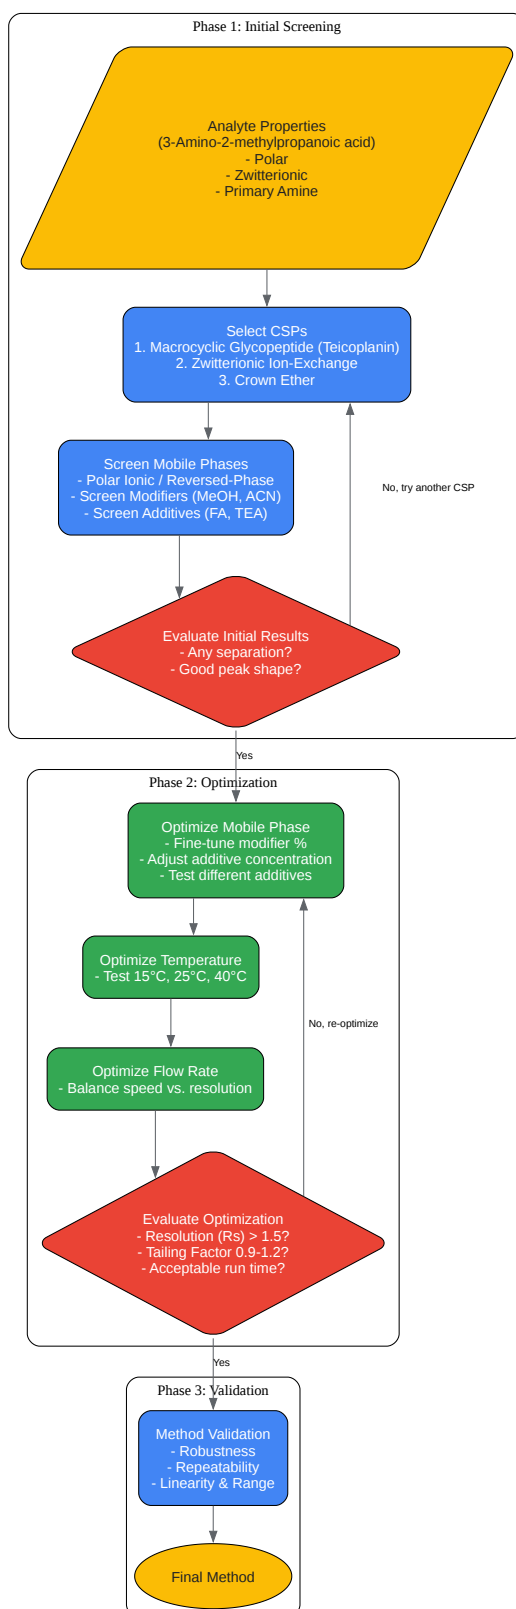 Phase 1: Initial Screening
Analyte Properties
(3-Amino-2-methylpropanoic acid)
- Polar
- Zwitterionic
- Primary Amine
Select CSPs
1. Macrocyclic Glycopeptide (Teicoplanin)
2. Zwitterionic Ion-Exchange
3. Crown Ether
Screen Mobile Phases
- Polar Ionic / Reversed-Phase
- Screen Modifiers (MeOH, ACN)
- Screen Additives (FA, TEA)
No, try another CSP
Evaluate Initial Results
- Any separation?
- Good peak shape?
Yes
Phase 2: Optimization
Optimize Mobile Phase
- Fine-tune modifier %
- Adjust additive concentration
- Test different additives
Optimize Temperature
- Test 15°C, 25°C, 40°C
No, re-optimize
Optimize Flow Rate
- Balance speed vs. resolution
Evaluate Optimization
- Resolution (Rs) > 1.5?
- Tailing Factor 0.9-1.2?
- Acceptable run time?
Yes
Phase 3: Validation
Method Validation
- Robustness
- Repeatability
- Linearity & Range
Final Method